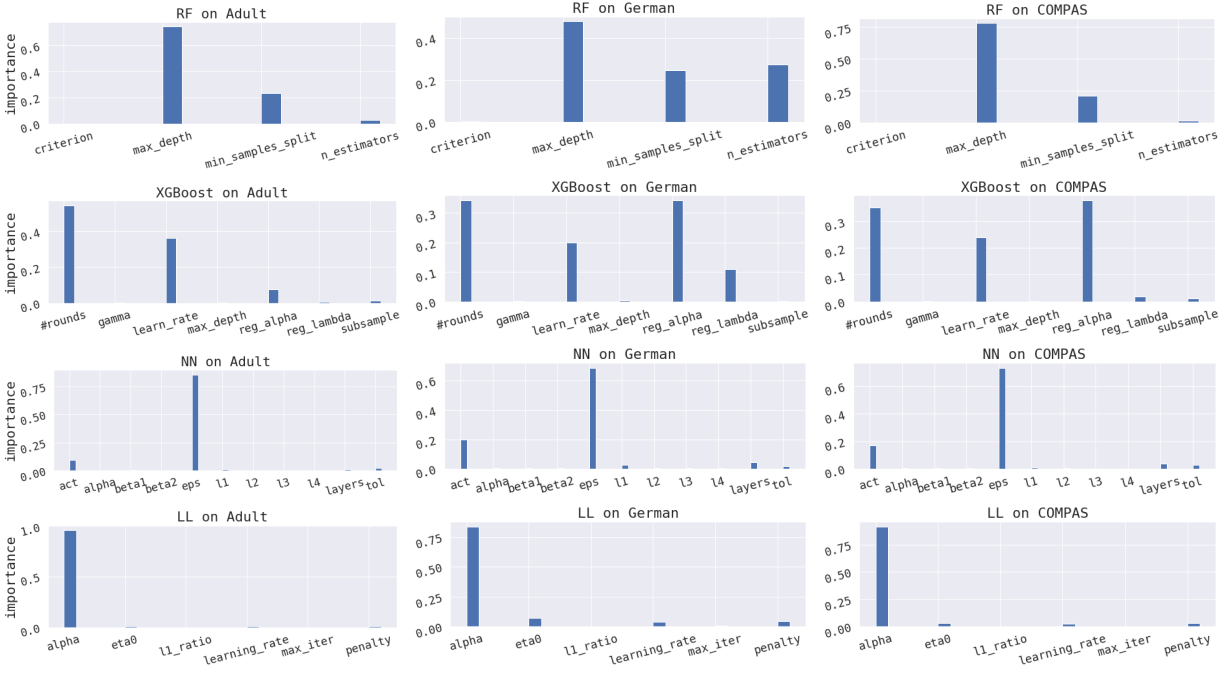 RF on Adult
importance
0.6
0.4
0.2
0.0
criterion
max_depth
min_samples_split
n_estimators
RF on German
0.4
0.2
0.0
criterion
max_depth
min_samples_split
n_estimators
RF on COMPAS
0.75
0.50
0.25
0.00
criterion
max_depth
min_samples_split
n_estimators
XGBoost on Adult
importance
0.4
0.2
0.0
#rounds
gamma
learn_rate
max_depth
reg_alpha
reg_lambda
subsample
XGBoost on German
0.3
0.2
0.1
0.0
#rounds
gamma
learn_rate
max_depth
reg_alpha
reg_lambda
subsample
XGBoost on COMPAS
0.3
0.2
0.1
0.0
#rounds
gamma
learn_rate
max_depth
reg_alpha
reg_lambda
subsample
NN on Adult
importance
0.75
0.50
0.25
0.00
act
alpha
beta1
beta2
eps
l1
l2
l3
l4
layers
tol
NN on German
0.6
0.4
0.2
0.0
act
alpha
beta1
beta2
eps
l1
l2
l3
l4
layers
tol
NN on COMPAS
0.6
0.4
0.2
0.0
act
alpha
beta1
beta2
eps
l1
l2
l3
l4
layers
tol
LL on Adult
importance
1.0
0.5
0.0
alpha
eta0
l1_ratio
learning_rate
max_iter
penalty
LL on German
0.75
0.50
0.25
0.00
alpha
eta0
l1_ratio
learning_rate
max_iter
penalty
LL on COMPAS
0.75
0.50
0.25
0.00
alpha
eta0
l1_ratio
learning_rate
max_iter
penalty